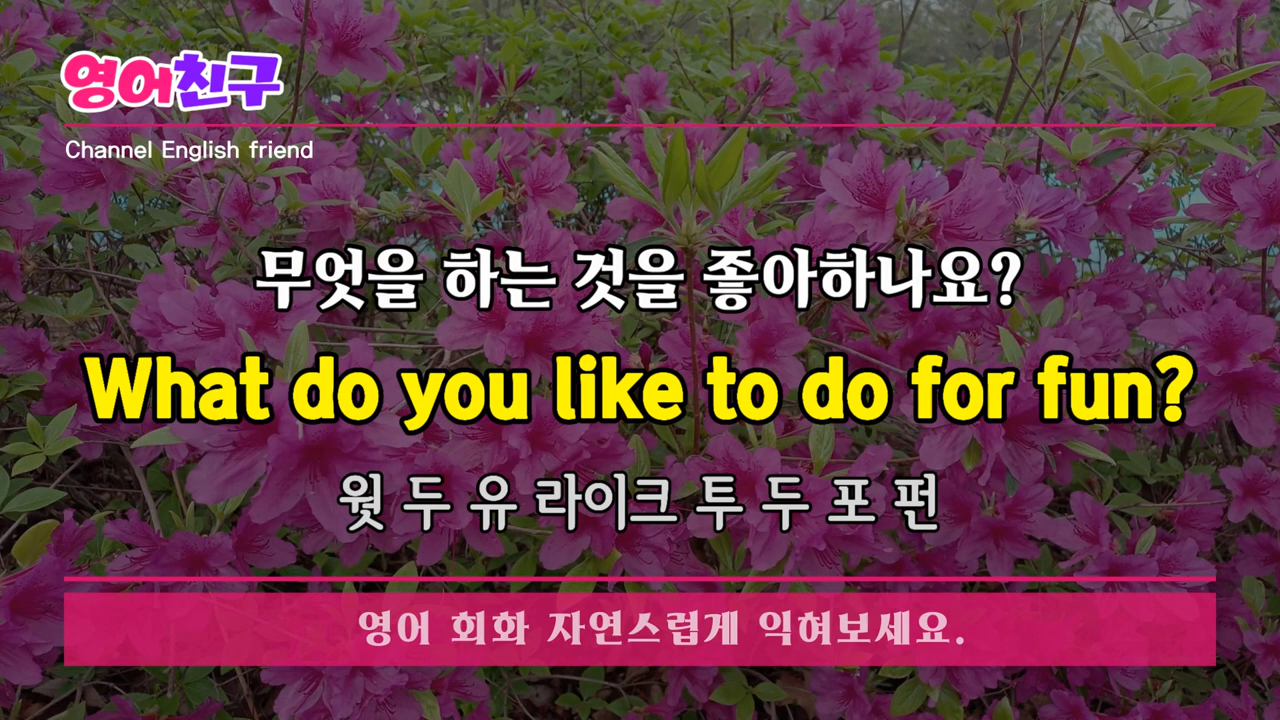 영어친구
Channel English friend
무엇을 하는 것을 좋아하나요?
What do you like to do for fun?
왓 두 유 라이크 투 두 포 펀
영어 회화 자연스럽게 익혀보세요.